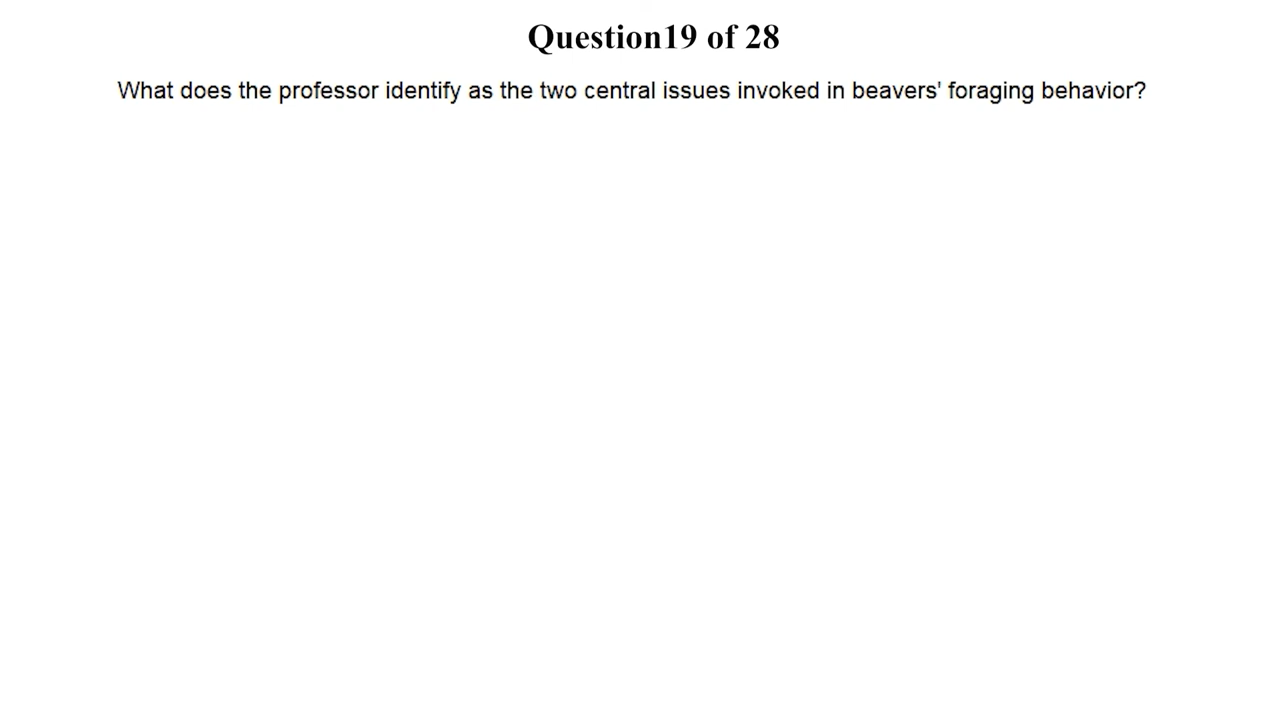 Question19 of 28
What does the professor identify as the two central issues invoked in beavers' foraging behavior?